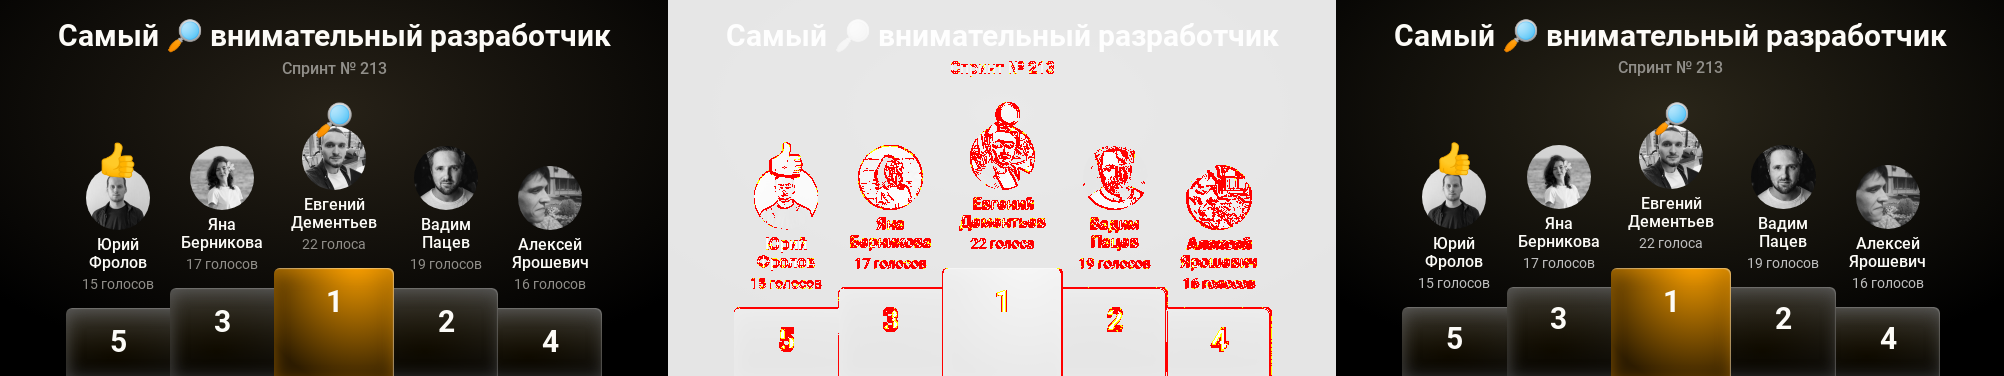 Самый 🔎 внимательный разработчик
Спринт № 213
Евгений
Дементьев
22 голоса
Яна
Берникова
17 голосов
Вадим
Пацев
19 голосов
Юрий
Фролов
15 голосов
Алексей
Ярошевич
16 голосов
5
3
1
2
4
Самый 🔎 внимательный разработчик
Спринт № 213
Евгений
Дементьев
22 голоса
Яна
Берникова
17 голосов
Вадим
Пацев
19 голосов
Юрий
Фролов
15 голосов
Алексей
Ярошевич
16 голосов
5
3
1
2
4
Самый 🔎 внимательный разработчик
Спринт № 213
Евгений
Дементьев
22 голоса
Яна
Берникова
17 голосов
Вадим
Пацев
19 голосов
Юрий
Фролов
15 голосов
Алексей
Ярошевич
16 голосов
5
3
1
2
4